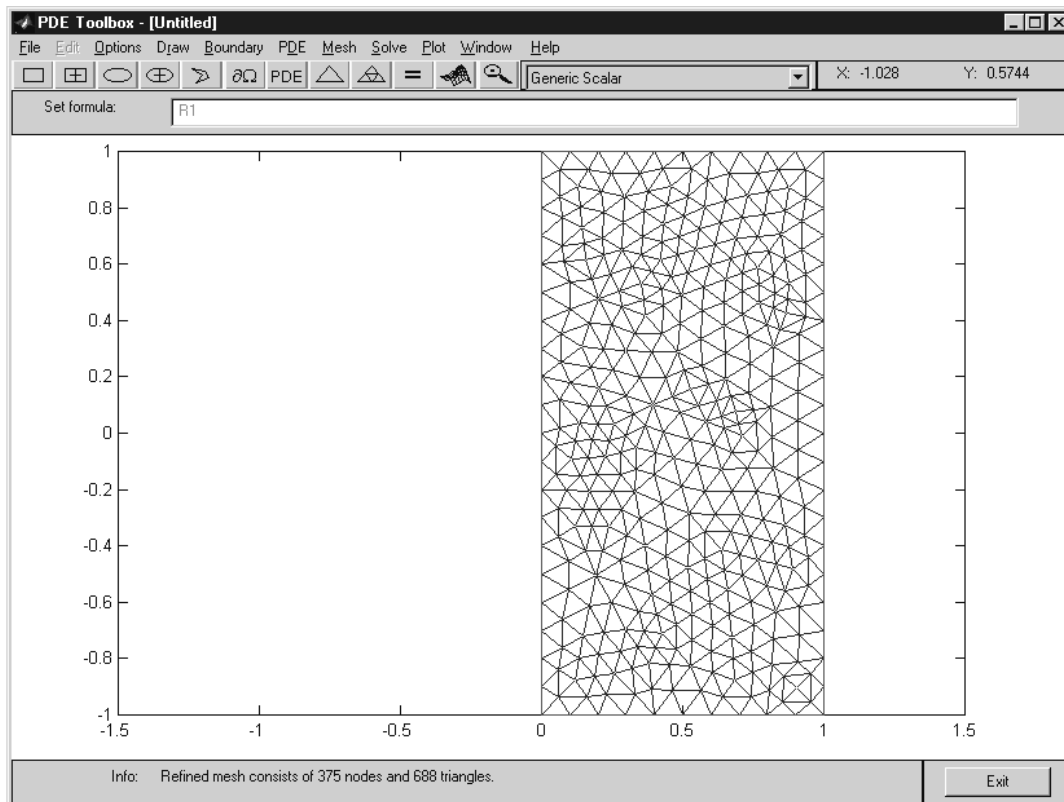 PDE Toolbox - [Untitled]
File Edit Options Draw Boundary PDE Mesh Solve Plot Window Help
∂Ω PDE = Generic Scalar X: -1.028 Y: 0.5744
Set formula: R1
1
0.8
0.6
0.4
0.2
0
-0.2
-0.4
-0.6
-0.8
-1
-1.5 -1 -0.5 0 0.5 1 1.5
Info: Refined mesh consists of 375 nodes and 688 triangles.
Exit